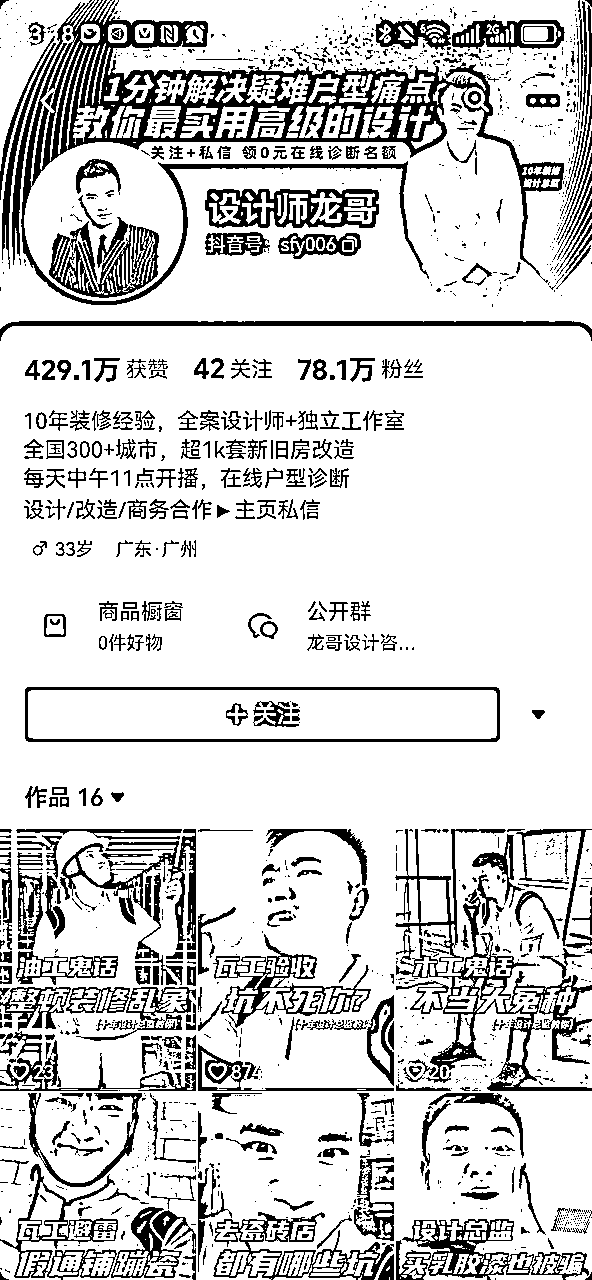 1分钟解决疑难户型痛点
教你最实用高级的设计
关注+私信 领0元在线诊断名额
10年装修
设计师龙哥
抖音号：sfy006
429.1万 获赞 42 关注 78.1万 粉丝
10年装修经验，全案设计师+独立工作室
全国300+城市，超1k套新旧房改造
每天中午11点开播，在线户型诊断
设计/改造/商务合作▶主页私信
♂ 33岁 广东·广州
商品橱窗 公开群
0件好物 龙哥设计咨...
+ 关注
作品 16
油工鬼话 瓦工验收 木工鬼话
整顿装修乱象 坑不死你？ 不当大冤种
瓦工避雷 去瓷砖店 设计总监
假通铺蹦瓷 都有哪些坑 买乳胶漆也被骗